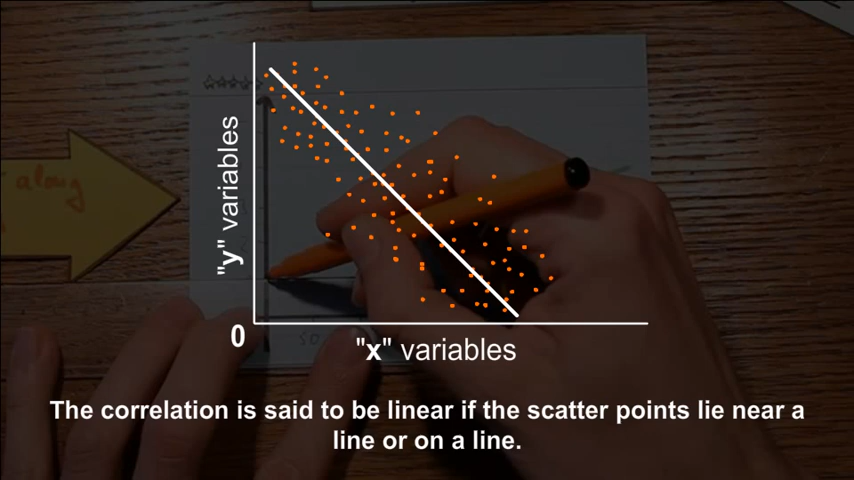 along
"y" variables
0
"x" variables
The correlation is said to be linear if the scatter points lie near a
line or on a line.